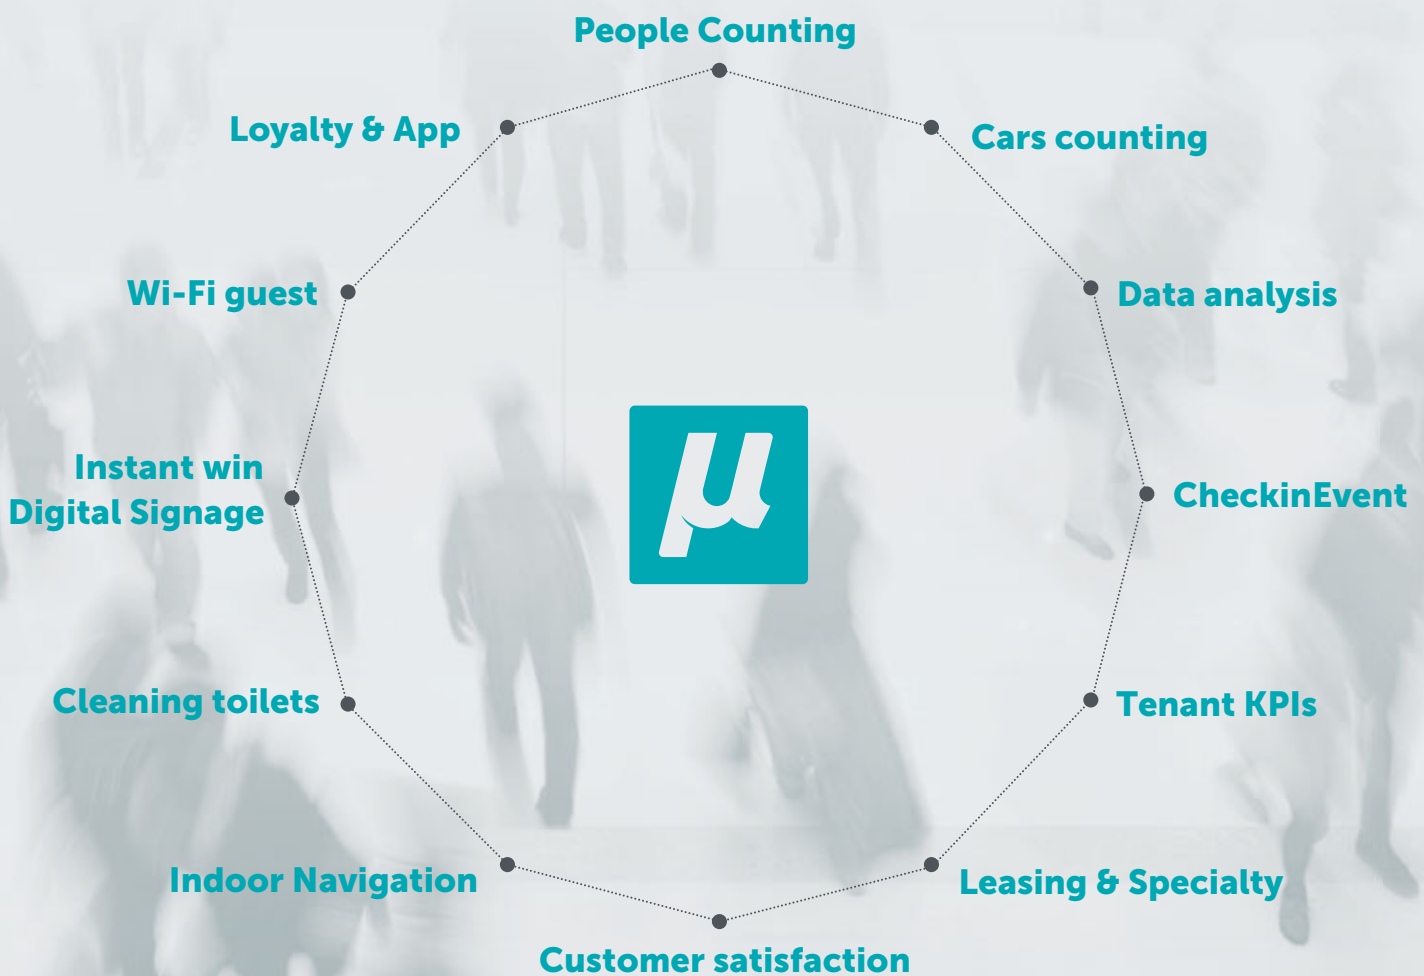 People Counting
Loyalty & App
Cars counting
Wi-Fi guest
Data analysis
µ
Instant win
Digital Signage
CheckinEvent
Cleaning toilets
Tenant KPIs
Indoor Navigation
Leasing & Specialty
Customer satisfaction